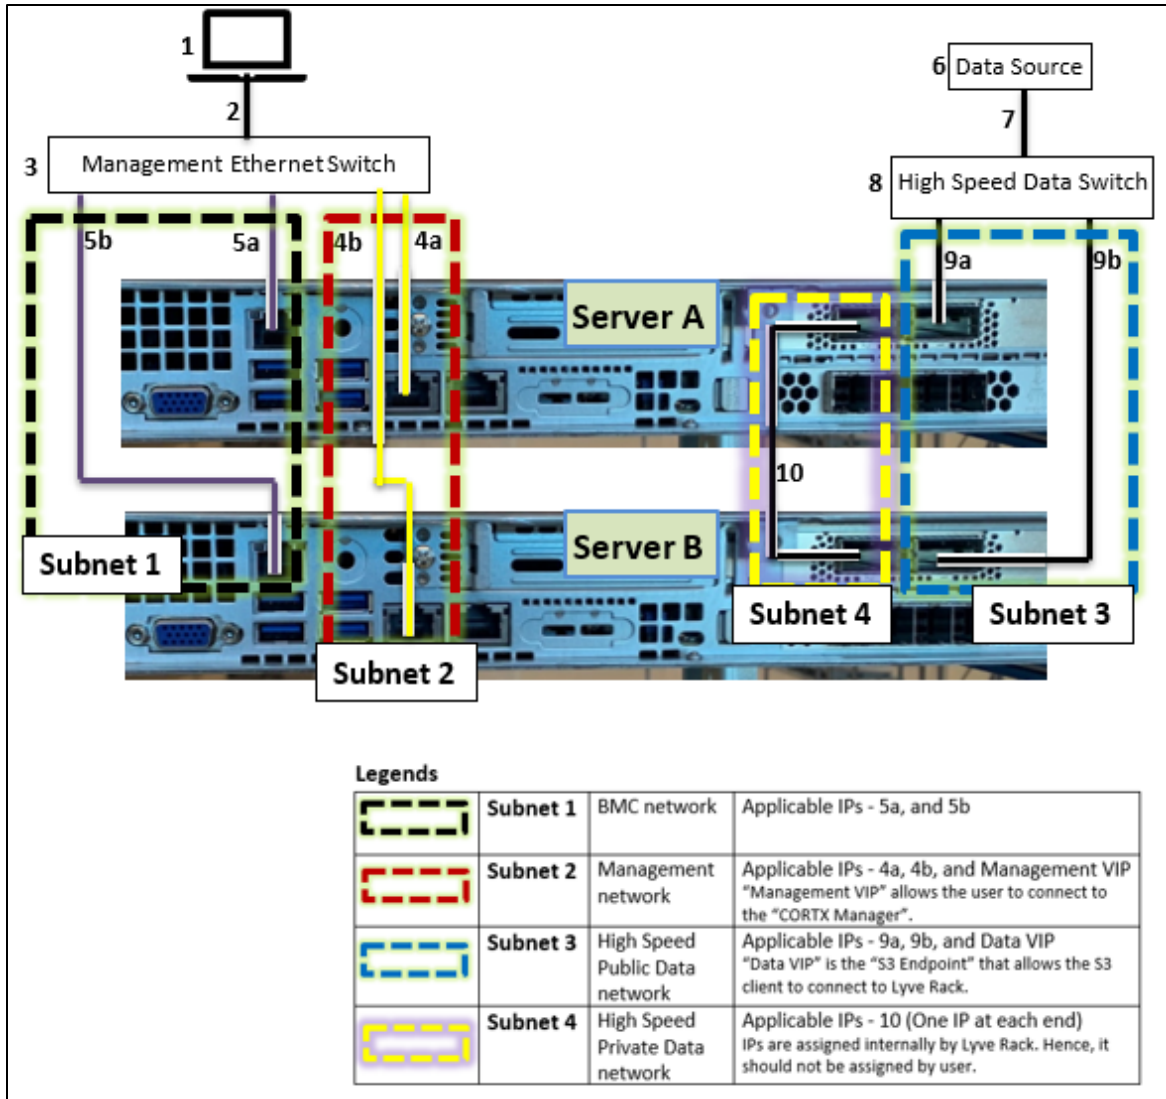 1
6 Data Source
2
7
3 Management Ethernet Switch
8 High Speed Data Switch
5b 5a 4b 4a 9a 9b
Server A
10
Server B
Subnet 1
Subnet 4
Subnet 3
Subnet 2
Legends
Subnet 1 BMC network Applicable IPs - 5a, and 5b
Subnet 2 Management Applicable IPs - 4a, 4b, and Management VIP
network “Management VIP” allows the user to connect to
the “CORTX Manager”.
Subnet 3 High Speed Applicable IPs - 9a, 9b, and Data VIP
Public Data “Data VIP” is the “S3 Endpoint” that allows the S3
network client to connect to Lyve Rack.
Subnet 4 High Speed Applicable IPs - 10 (One IP at each end)
Private Data IPs are assigned internally by Lyve Rack. Hence, it
network should not be assigned by user.